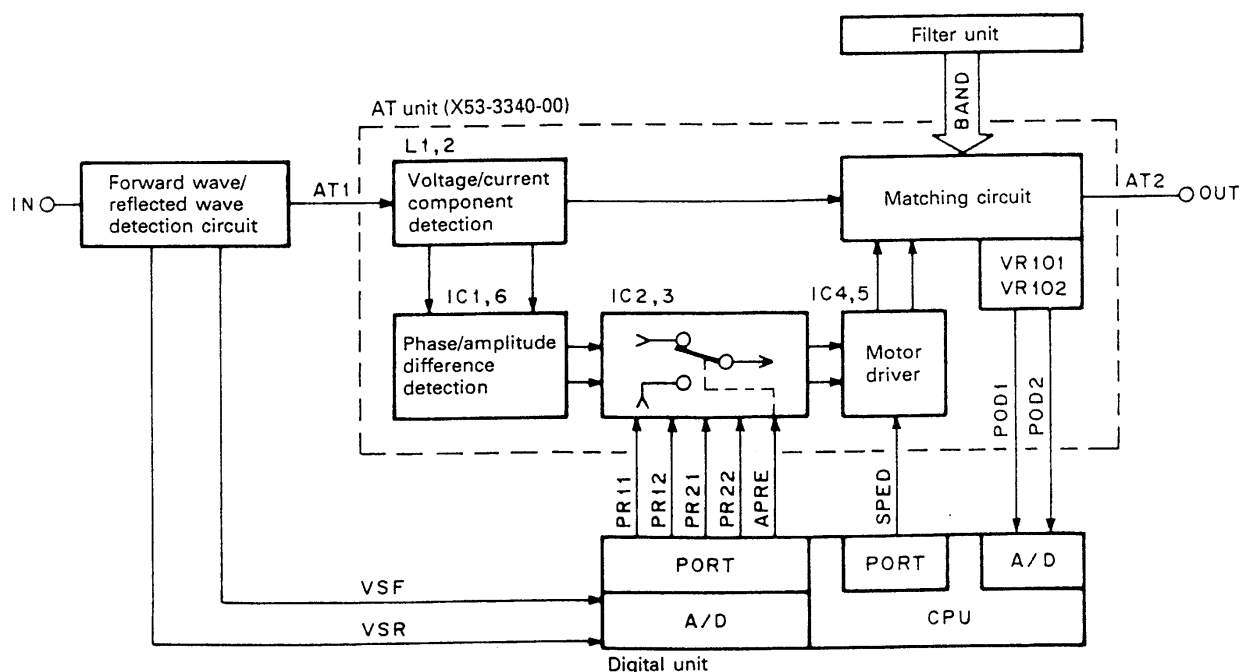 Filter unit
BAND
AT unit (X53-3340-00)
L1,2
IN
Forward wave/
reflected wave
detection circuit
AT1
Voltage/current
component
detection
Matching circuit
AT2
OUT
VR101
VR102
IC1,6
IC2,3
IC4,5
Phase/amplitude
difference
detection
Motor
driver
POD1
POD2
PR11
PR12
PR21
PR22
APRE
SPED
PORT
PORT
A/D
VSF
VSR
A/D
CPU
Digital unit